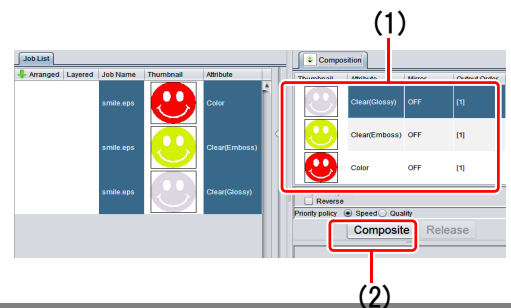 (1)
Job List
Composition
Arranged Layered Job Name Thumbnail Attribute
Thumbnail Attribute Mirror Output Order
smile.eps Color
smile.eps Clear(Emboss)
smile.eps Clear(Glossy)
Clear(Glossy) OFF [1]
Clear(Emboss) OFF [1]
Color OFF [1]
Reverse
Priority policy Speed Quality
Composite Release
(2)